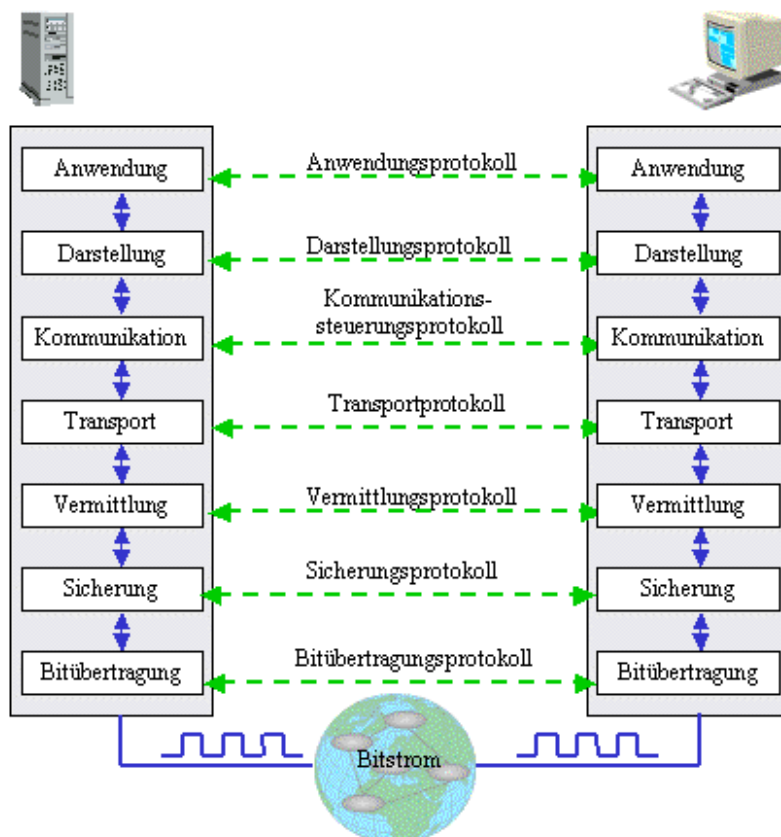 Anwendung
Anwendungsprotokoll
Anwendung
Darstellung
Darstellungsprotokoll
Darstellung
Kommunikation
Kommunikations-
steuerungsprotokoll
Kommunikation
Transport
Transportprotokoll
Transport
Vermittlung
Vermittlungsprotokoll
Vermittlung
Sicherung
Sicherungsprotokoll
Sicherung
Bitübertragung
Bitübertragungsprotokoll
Bitübertragung
Bitstrom